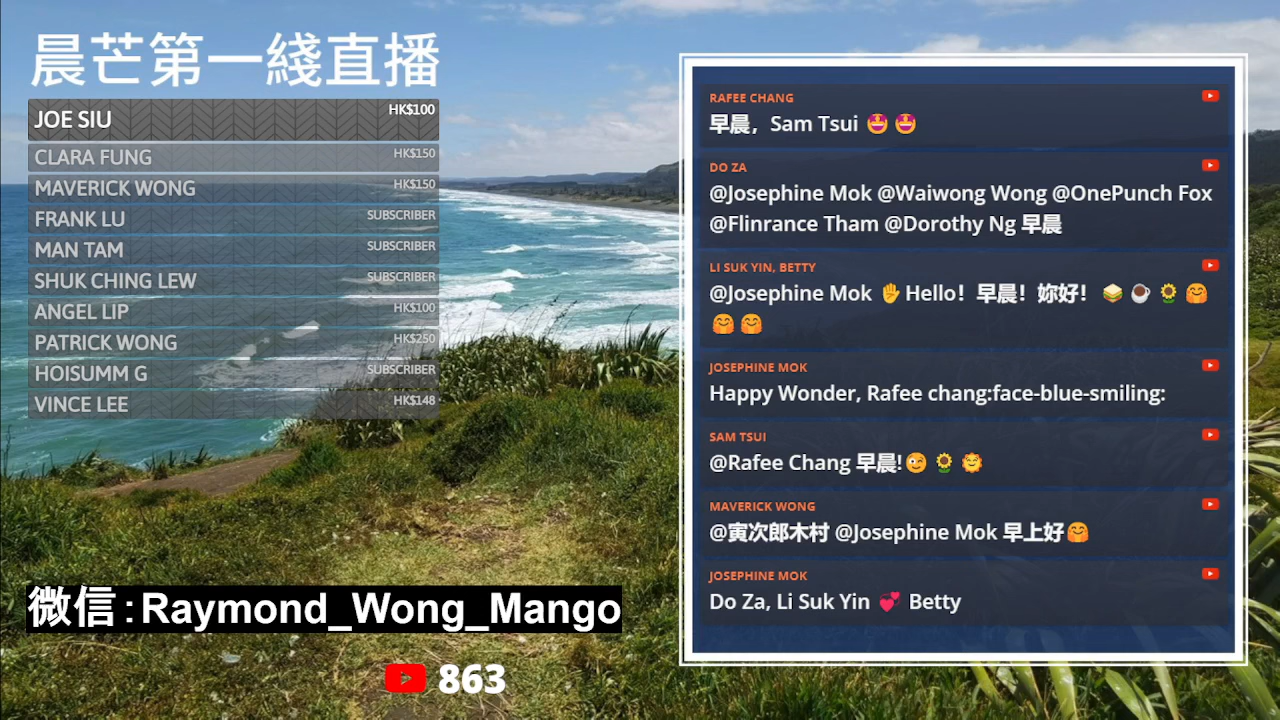 晨芒第一綫直播
JOE SIU HK$100
CLARA FUNG HK$150
MAVERICK WONG HK$150
FRANK LU SUBSCRIBER
MAN TAM SUBSCRIBER
SHUK CHING LEW SUBSCRIBER
ANGEL LIP HK$100
PATRICK WONG HK$250
HOISUMM G SUBSCRIBER
VINCE LEE HK$148
微信:Raymond_Wong_Mango
863
RAFEE CHANG
早晨，Sam Tsui 🤩 🤩
DO ZA
@Josephine Mok @Waiwong Wong @OnePunch Fox
@Flinrance Tham @Dorothy Ng 早晨
LI SUK YIN, BETTY
@Josephine Mok ✋Hello！早晨！妳好！ 🥪 ☕ 🌻 🤗
🤗 🤗
JOSEPHINE MOK
Happy Wonder, Rafee chang:face-blue-smiling:
SAM TSUI
@Rafee Chang 早晨!😉 🌻 🌞
MAVERICK WONG
@寅次郎木村 @Josephine Mok 早上好🤗
JOSEPHINE MOK
Do Za, Li Suk Yin 💞 Betty